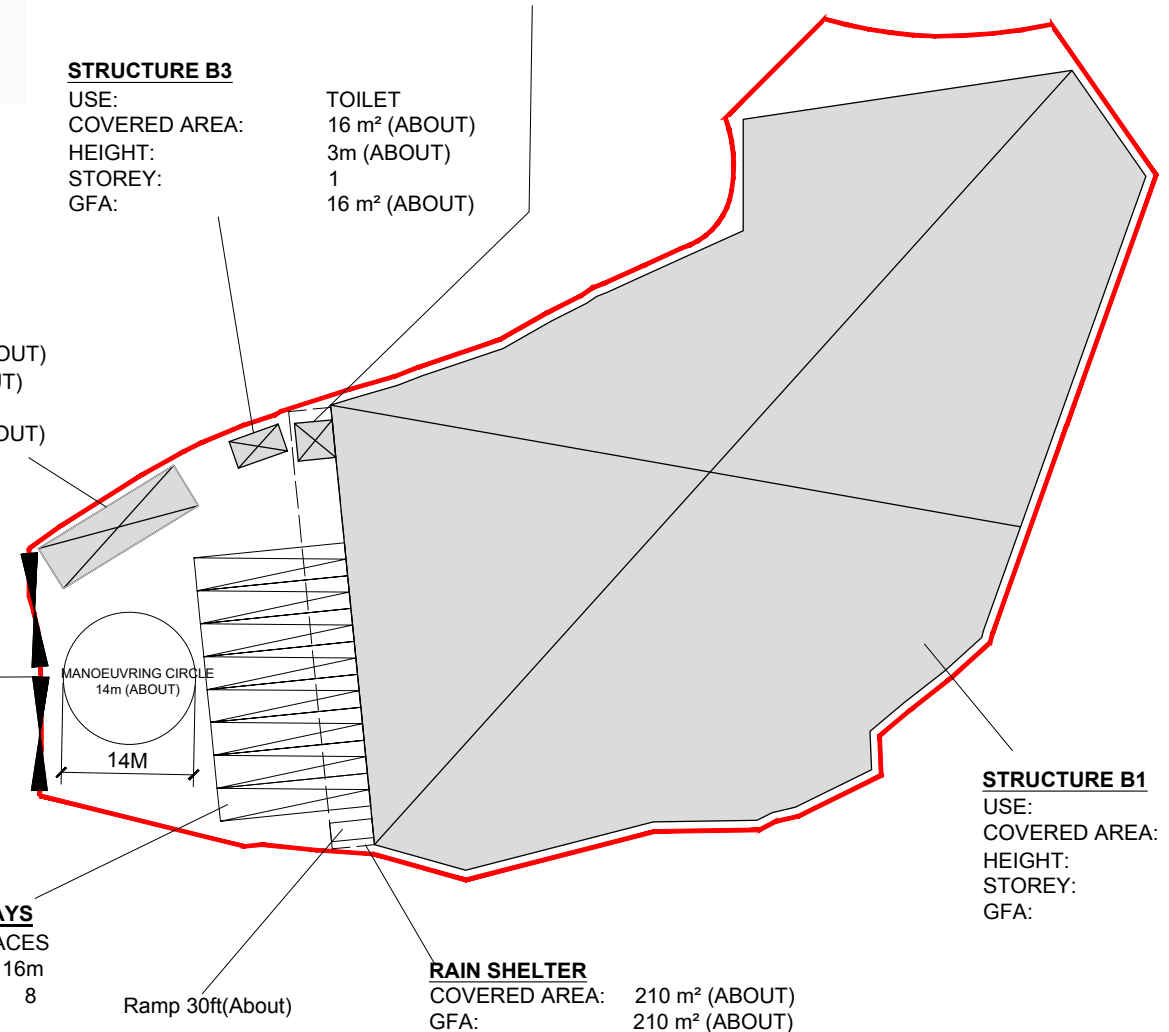 STRUCTURE B3
USE: TOILET
COVERED AREA: 16 m² (ABOUT)
HEIGHT: 3m (ABOUT)
STOREY: 1
GFA: 16 m² (ABOUT)
OUT)
UT)
OUT)
MANOEUVRING CIRCLE
14m (ABOUT)
14M
STRUCTURE B1
USE:
COVERED AREA:
HEIGHT:
STOREY:
GFA:
AYS
ACES
16m
8
Ramp 30ft(About)
RAIN SHELTER
COVERED AREA: 210 m² (ABOUT)
GFA: 210 m² (ABOUT)